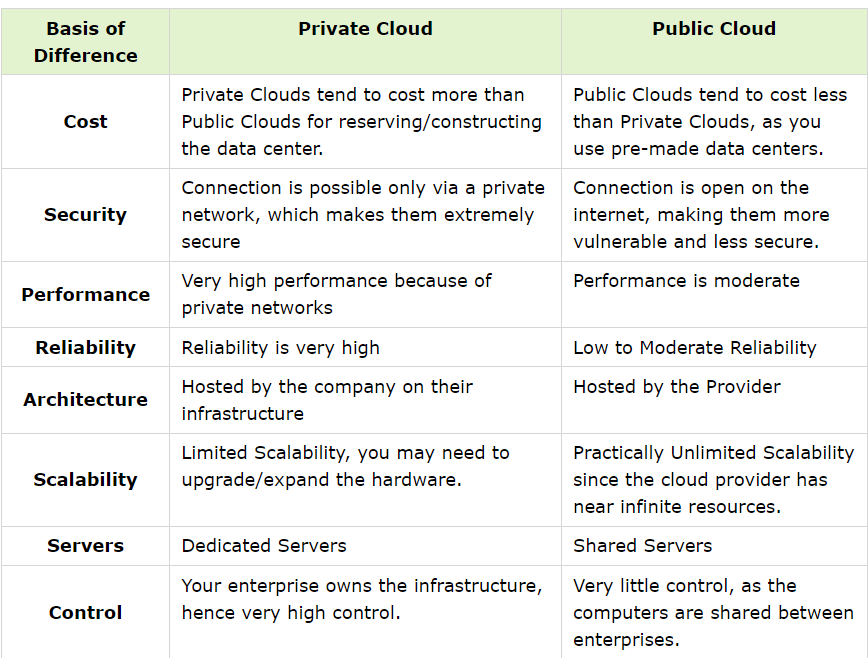 Basis of
Difference
Private Cloud
Public Cloud
Cost
Private Clouds tend to cost more than
Public Clouds for reserving/constructing
the data center.
Public Clouds tend to cost less
than Private Clouds, as you
use pre-made data centers.
Security
Connection is possible only via a private
network, which makes them extremely
secure
Connection is open on the
internet, making them more
vulnerable and less secure.
Performance
Very high performance because of
private networks
Performance is moderate
Reliability
Reliability is very high
Low to Moderate Reliability
Architecture
Hosted by the company on their
infrastructure
Hosted by the Provider
Scalability
Limited Scalability, you may need to
upgrade/expand the hardware.
Practically Unlimited Scalability
since the cloud provider has
near infinite resources.
Servers
Dedicated Servers
Shared Servers
Control
Your enterprise owns the infrastructure,
hence very high control.
Very little control, as the
computers are shared between
enterprises.